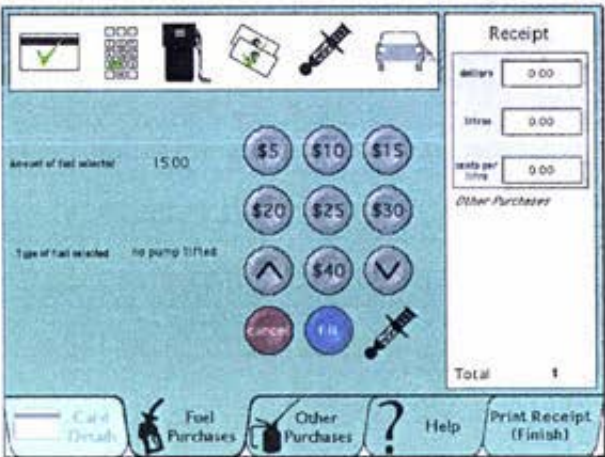 Receipt
dollars 0.00
litres 0.00
cents per
litre 0.00
Other Purchases
Amount of fuel selected 15.00
$5 $10 $15
$20 $25 $30
Type of fuel selected no pump lifted
$40
cancel fill
Total
Card
Details
Fuel
Purchases
Other
Purchases
? Help
Print Receipt
(Finish)